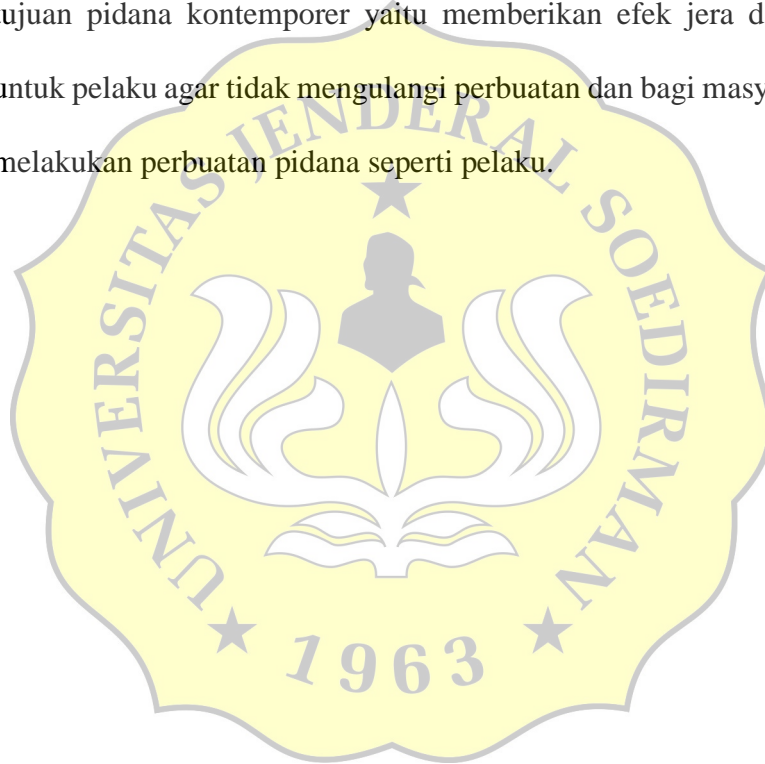 tujuan pidana kontemporer yaitu memberikan efek jera d
untuk pelaku agar tidak mengulangi perbuatan dan bagi masy
melakukan perbuatan pidana seperti pelaku.
UNIVERSITAS JENDERAL SOEDIRMAN
1963